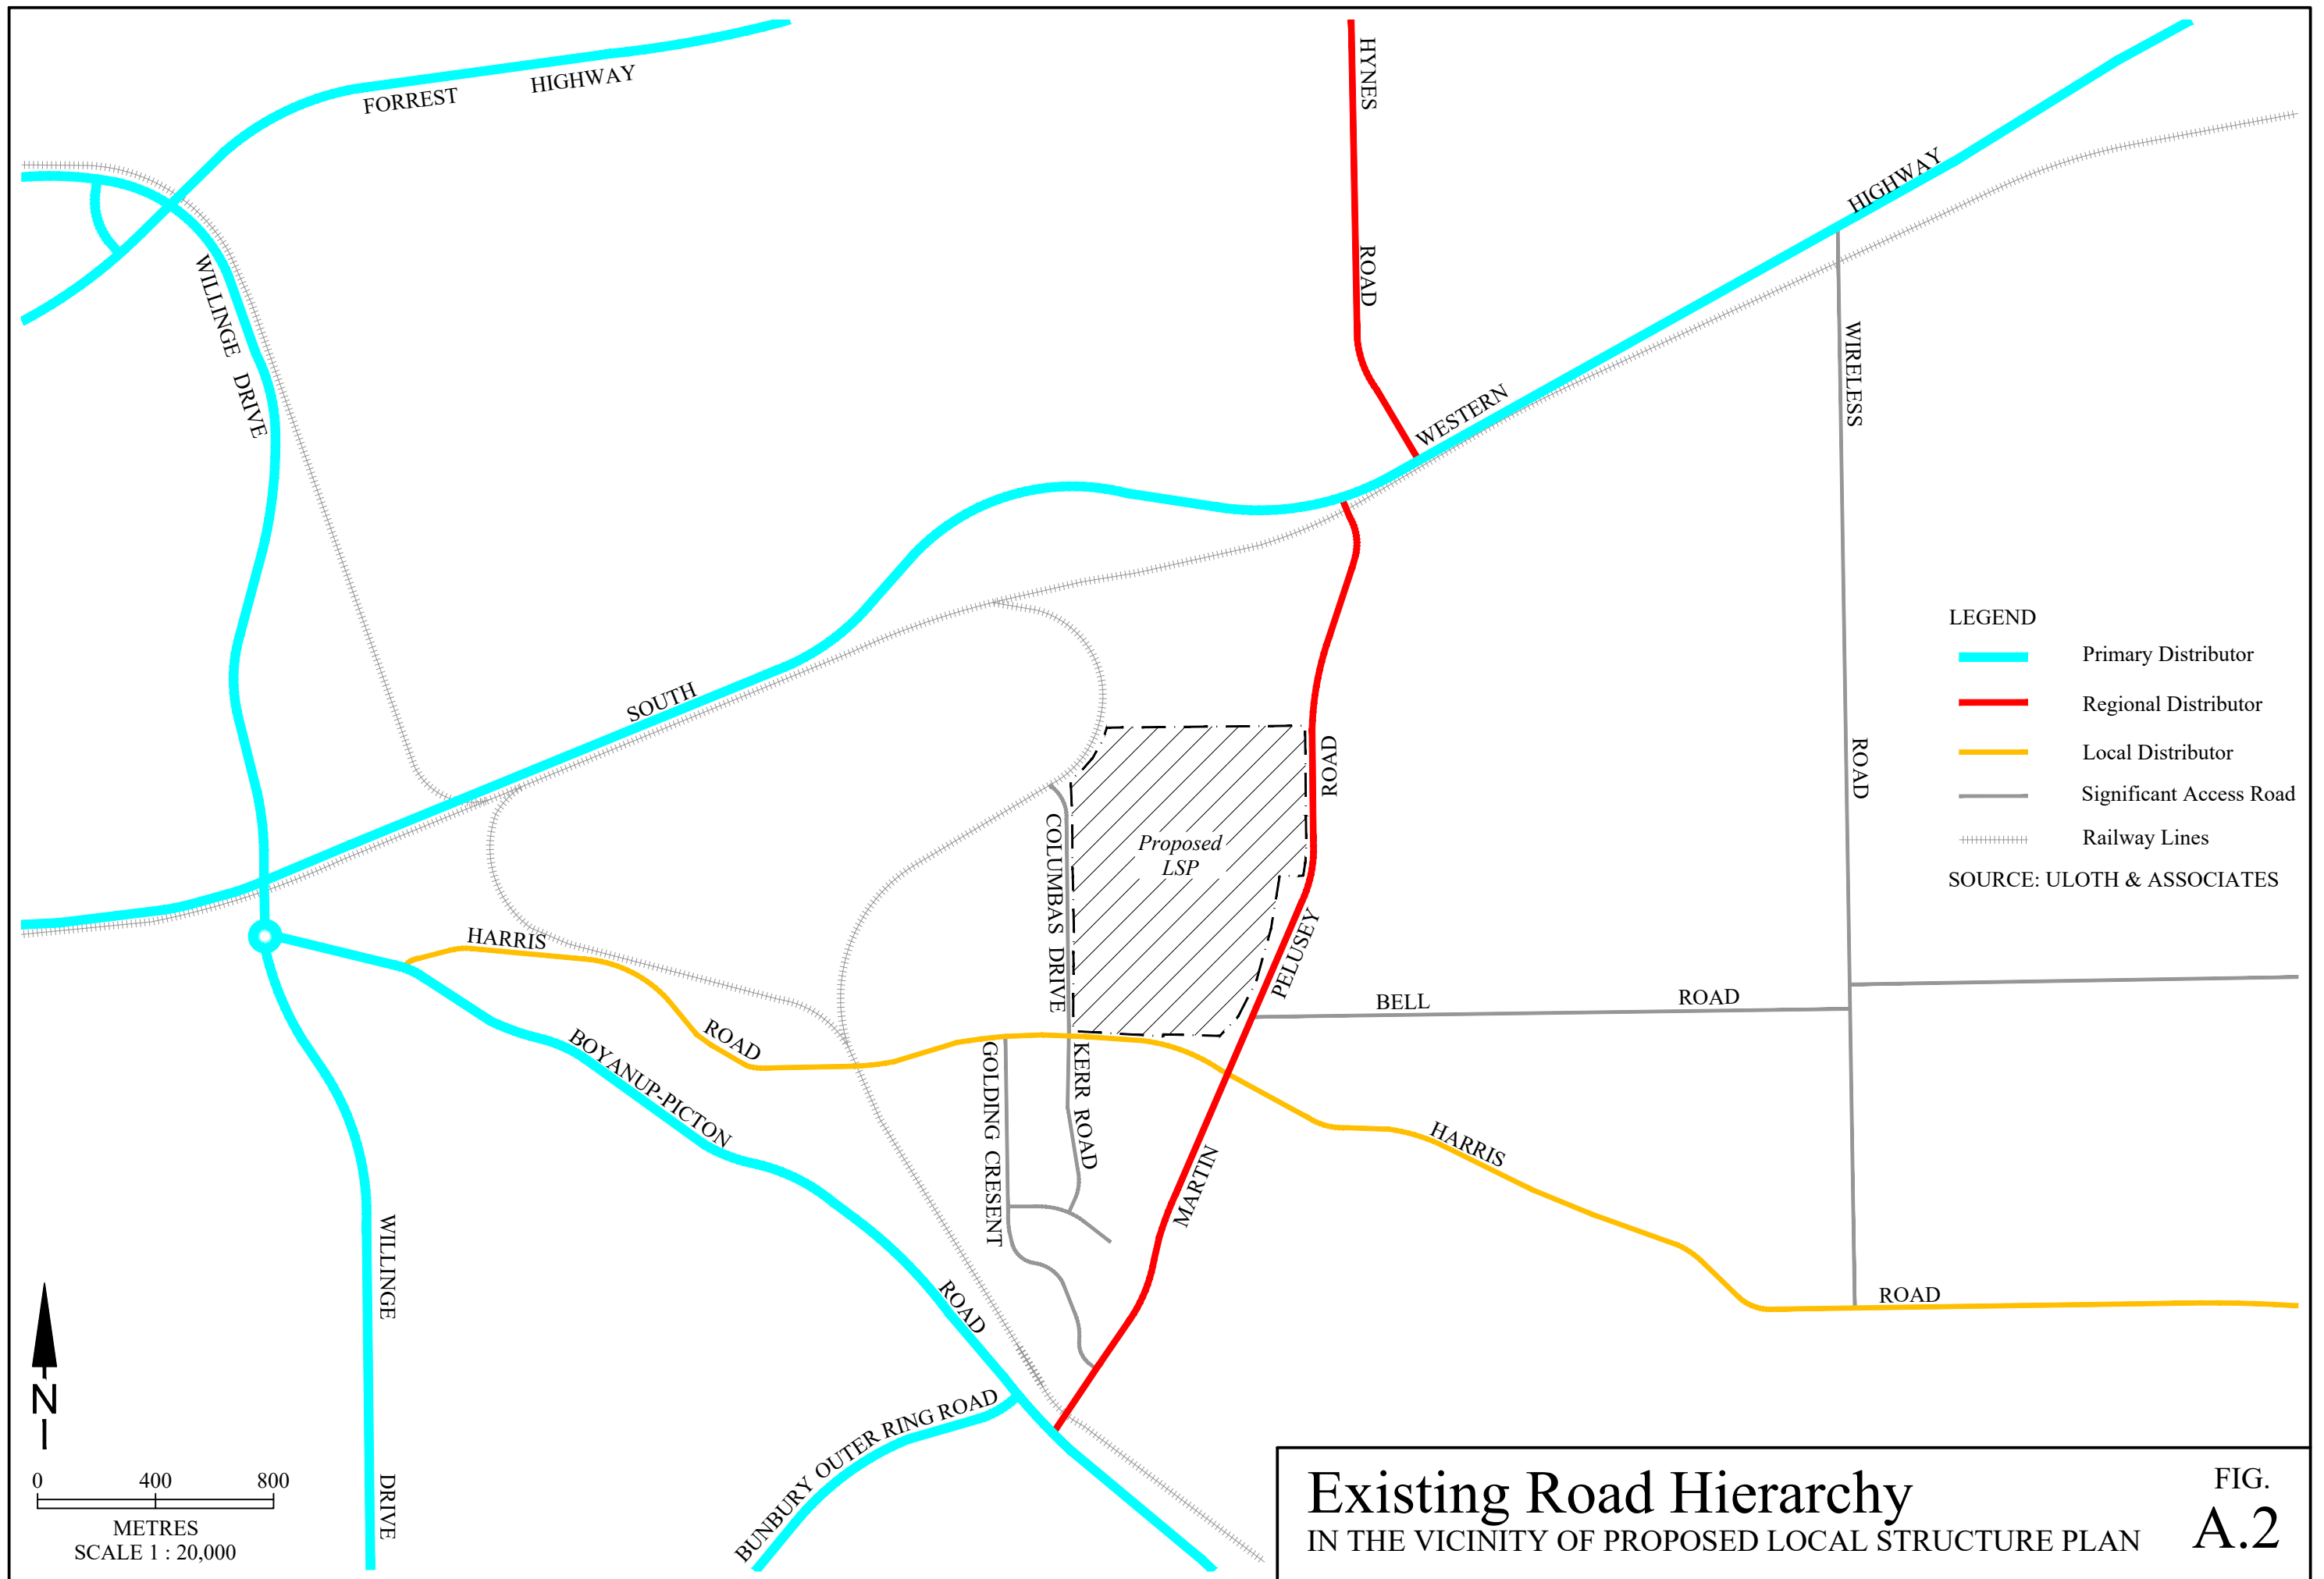 FORREST HIGHWAY
HYNES ROAD
HIGHWAY
WILLINGE DRIVE
WESTERN
WIRELESS ROAD
SOUTH
LEGEND
Primary Distributor
Regional Distributor
Local Distributor
Significant Access Road
Railway Lines
SOURCE: ULOTH & ASSOCIATES
ROAD
Proposed
LSP
COLUMBAS DRIVE
PELUSEY
HARRIS
ROAD
BELL ROAD
BOYANUP-PICTON
ROAD
GOLDING CRESENT
KERR ROAD
MARTIN
HARRIS
ROAD
WILLINGE
DRIVE
BUNBURY OUTER RING ROAD
N
0 400 800
METRES
SCALE 1 : 20,000
Existing Road Hierarchy
IN THE VICINITY OF PROPOSED LOCAL STRUCTURE PLAN
FIG.
A.2